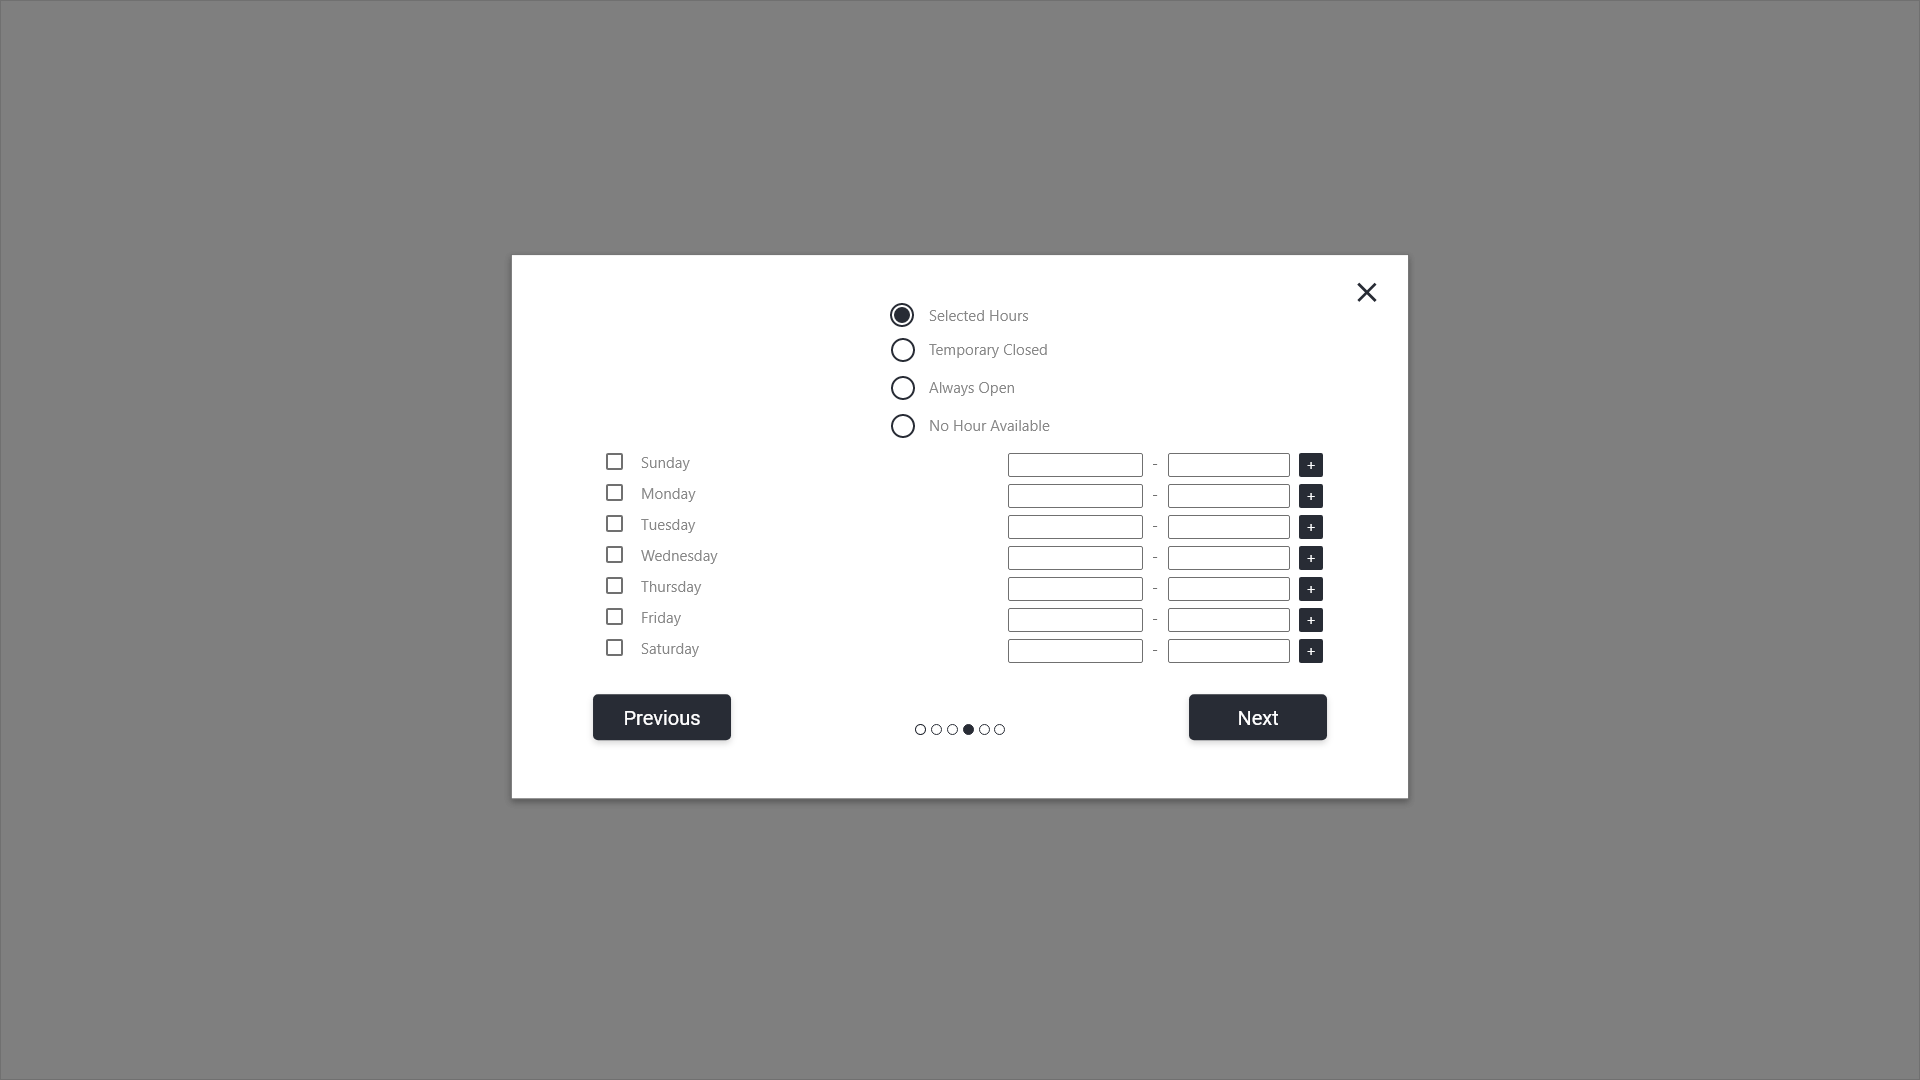 Selected Hours
Temporary Closed
Always Open
No Hour Available
Sunday - +
Monday - +
Tuesday - +
Wednesday - +
Thursday - +
Friday - +
Saturday - +
Previous Next